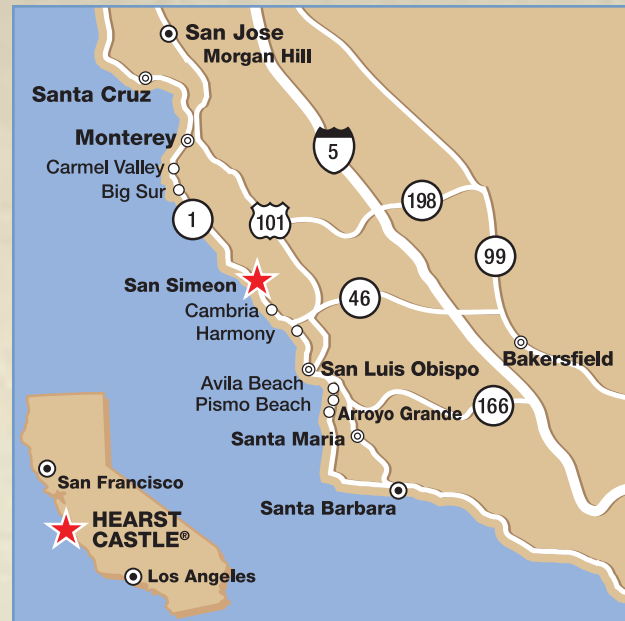 San Jose
Morgan Hill
Santa Cruz
Monterey
5
Carmel Valley
Big Sur
198
1
101
99
San Simeon
46
Cambria
Harmony
Bakersfield
San Luis Obispo
Avila Beach
Pismo Beach
Arroyo Grande
166
Santa Maria
San Francisco
Santa Barbara
HEARST
CASTLE®
Los Angeles